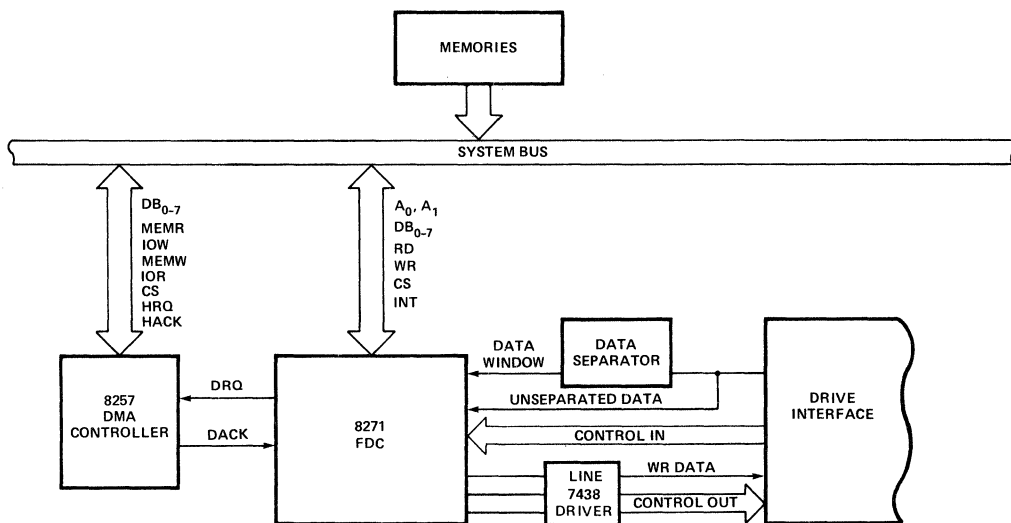 MEMORIES
SYSTEM BUS
DB0-7
MEMR
IOW
MEMW
IOR
CS
HRQ
HACK
A0, A1
DB0-7
RD
WR
CS
INT
8257
DMA
CONTROLLER
DRQ
DACK
8271
FDC
DATA
WINDOW
DATA
SEPARATOR
UNSEPARATED DATA
CONTROL IN
DRIVE
INTERFACE
LINE
7438
DRIVER
WR DATA
CONTROL OUT